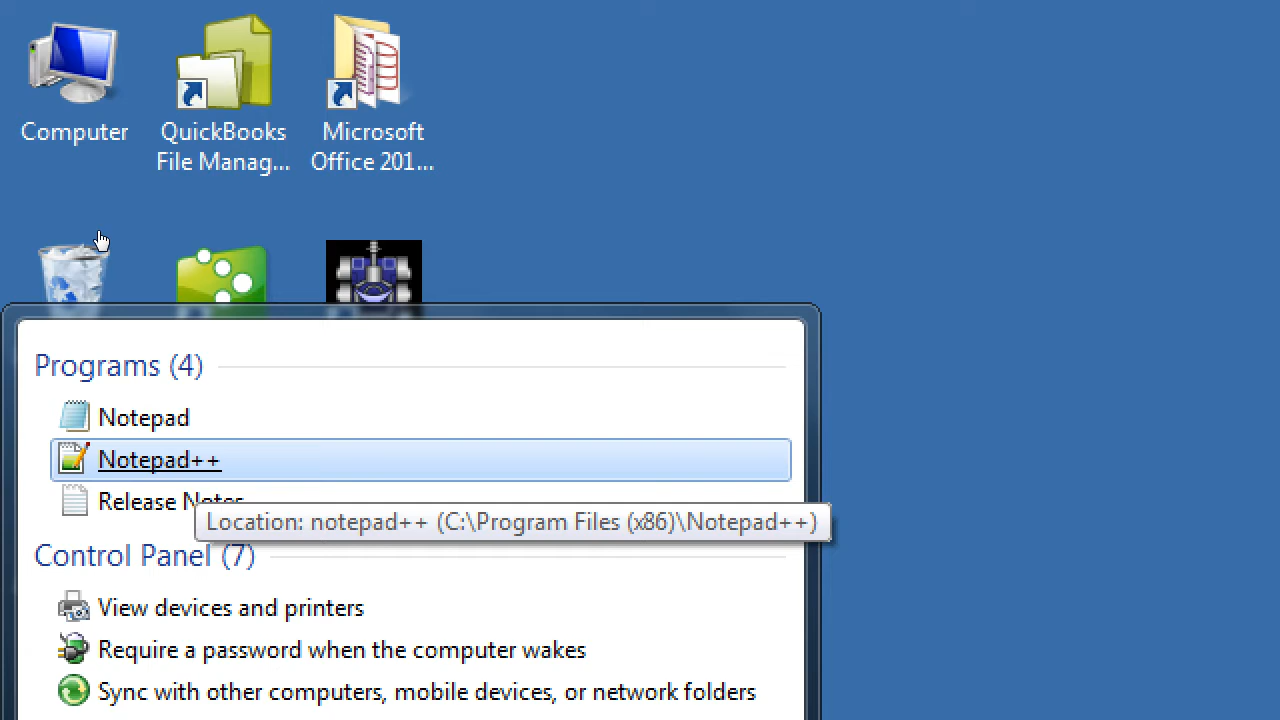 Computer
QuickBooks
File Manag...
Microsoft
Office 201...
Programs (4)
Notepad
Notepad++
Release Notes
Location: notepad++ (C:\Program Files (x86)\Notepad++)
Control Panel (7)
View devices and printers
Require a password when the computer wakes
Sync with other computers, mobile devices, or network folders